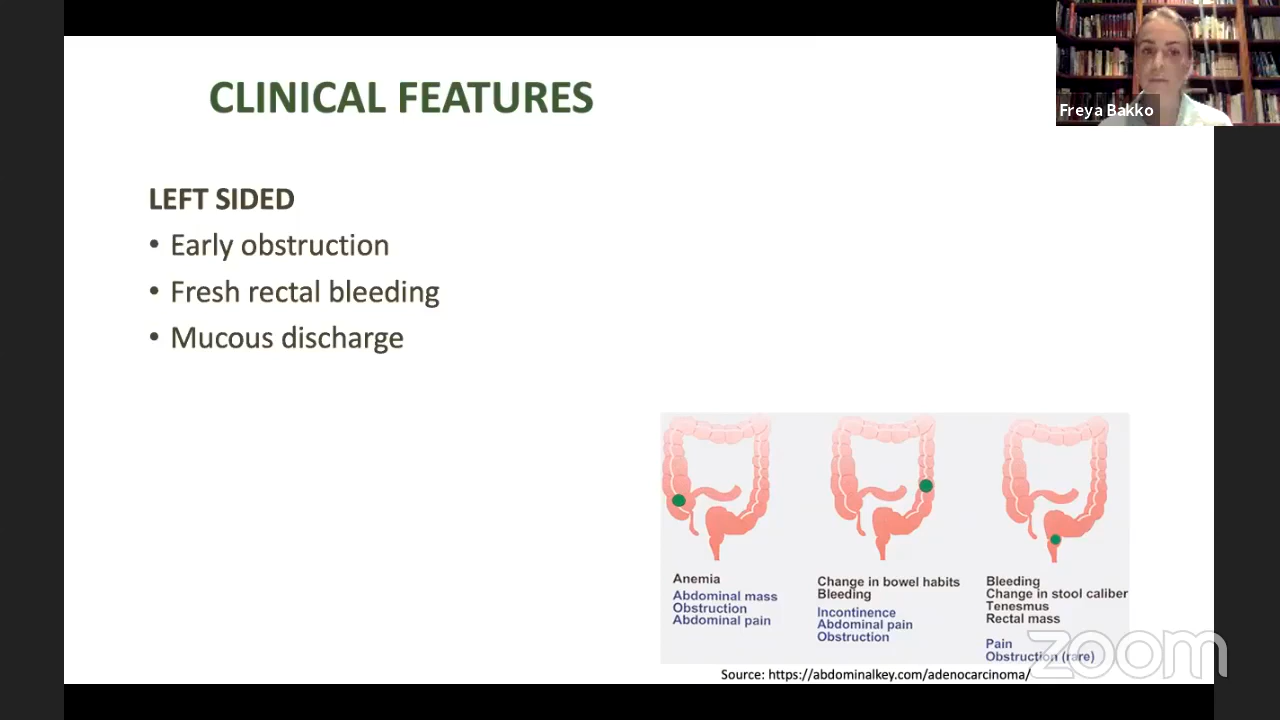 CLINICAL FEATURES
Freya Bakko
LEFT SIDED
• Early obstruction
• Fresh rectal bleeding
• Mucous discharge
Anemia
Abdominal mass
Obstruction
Abdominal pain
Change in bowel habits
Bleeding
Incontinence
Abdominal pain
Obstruction
Bleeding
Change in stool caliber
Tenesmus
Rectal mass
Pain
Obstruction (rare)
zoom
Source: https://abdominalkey.com/adenocarcinoma/